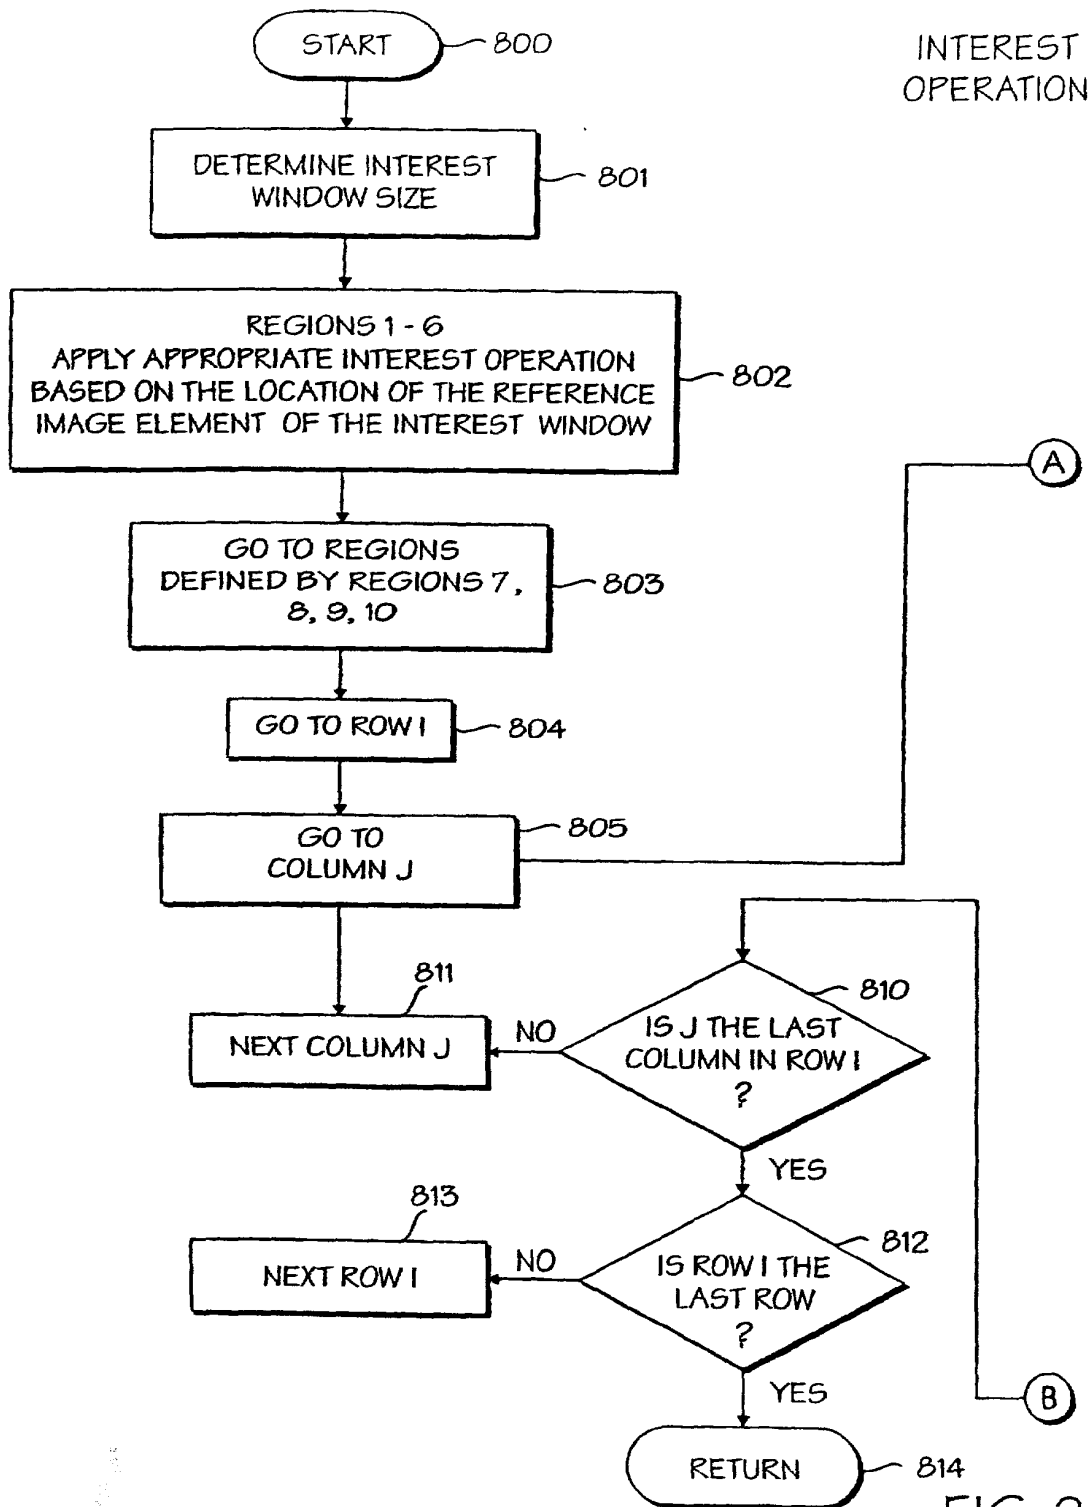 START
800
INTEREST
OPERATION
DETERMINE INTEREST
WINDOW SIZE
801
REGIONS 1 - 6
APPLY APPROPRIATE INTEREST OPERATION
BASED ON THE LOCATION OF THE REFERENCE
IMAGE ELEMENT OF THE INTEREST WINDOW
802
A
GO TO REGIONS
DEFINED BY REGIONS 7,
8, 9, 10
803
GO TO ROW I
804
GO TO
COLUMN J
805
811
NEXT COLUMN J
NO
IS J THE LAST
COLUMN IN ROW I
?
810
YES
813
NEXT ROW I
NO
IS ROW I THE
LAST ROW
?
812
YES
B
RETURN
814